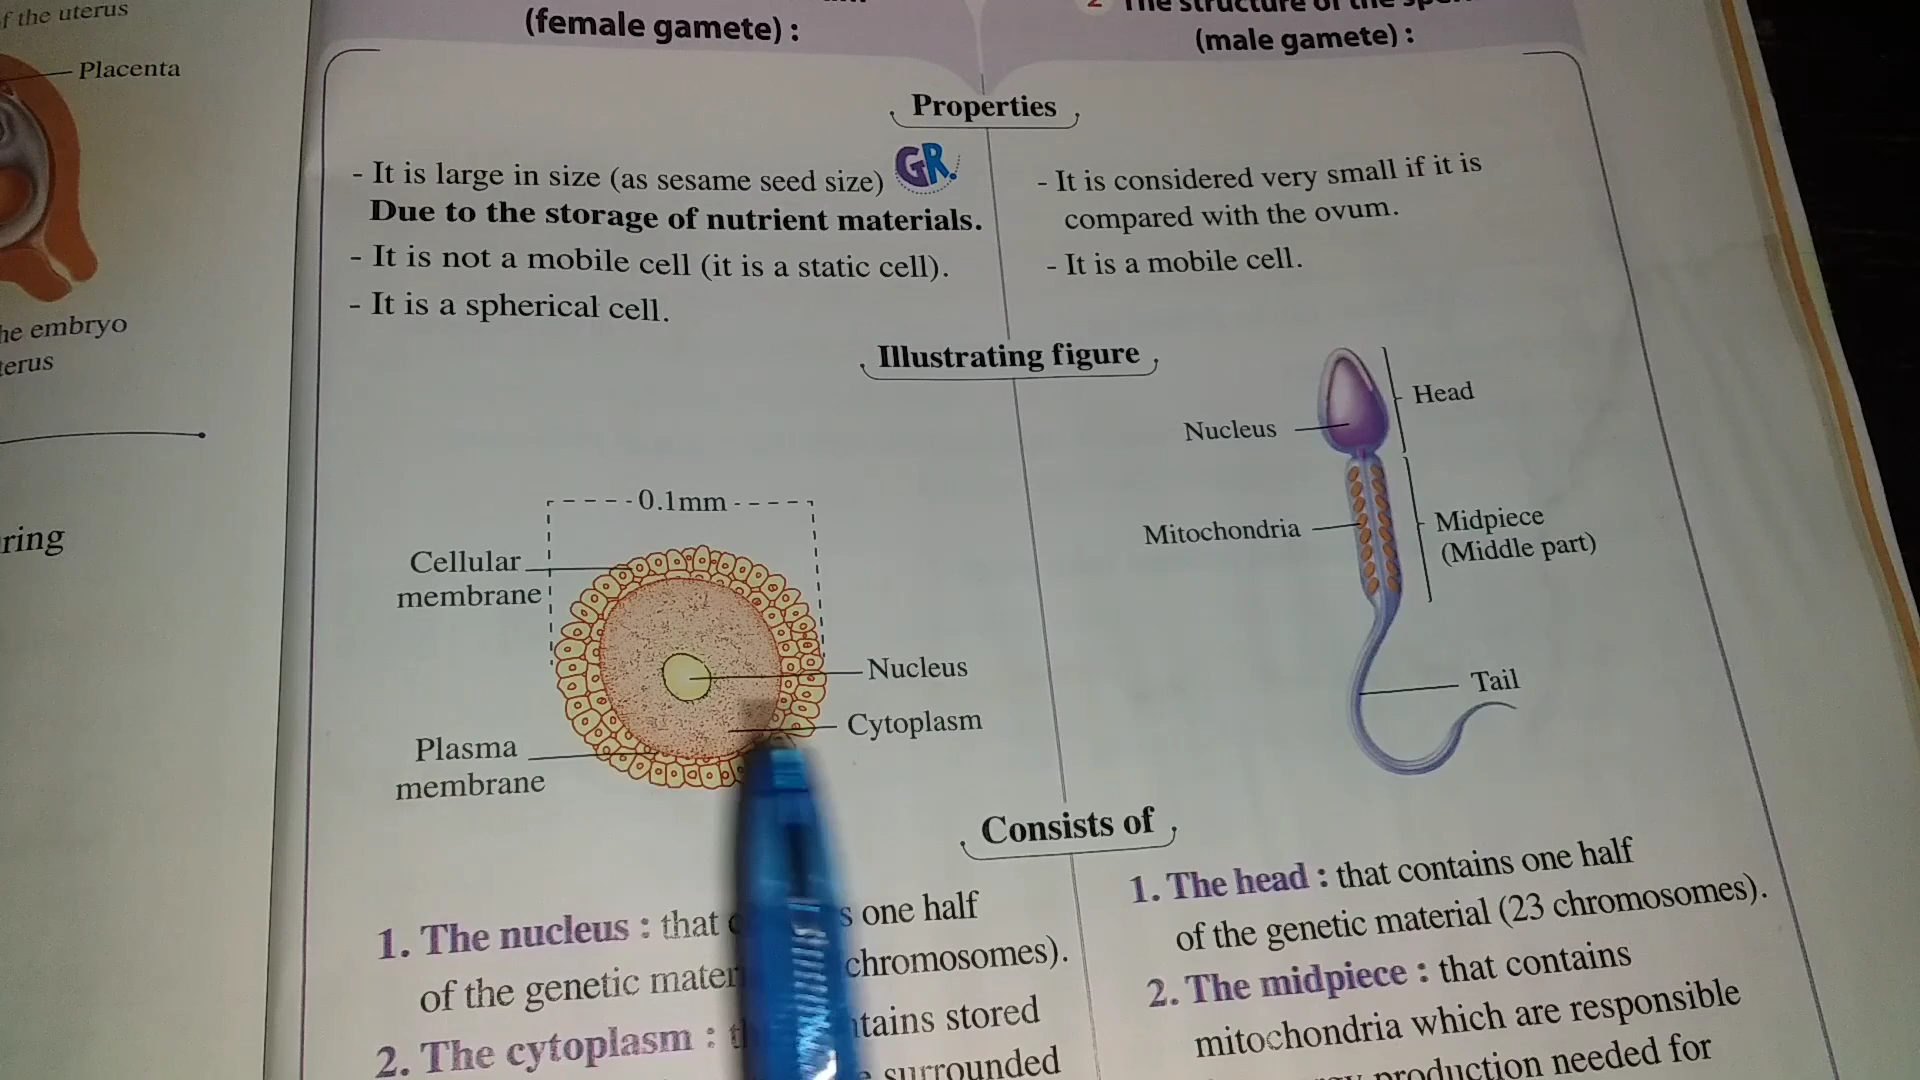 f the uterus
Placenta
he embryo
terus
ring
(female gamete) :
2 The structure of the
(male gamete) :
Properties
- It is large in size (as sesame seed size) GR.
Due to the storage of nutrient materials.
- It is not a mobile cell (it is a static cell).
- It is a spherical cell.
- It is considered very small if it is
compared with the ovum.
- It is a mobile cell.
Illustrating figure
0.1mm
Cellular
membrane
Nucleus
Cytoplasm
Plasma
membrane
Head
Nucleus
Mitochondria
Midpiece
(Middle part)
Tail
Consists of
1. The nucleus : that s one half
of the genetic mater chromosomes).
2. The cytoplasm : tains stored
surrounded
1. The head : that contains one half
of the genetic material (23 chromosomes).
2. The midpiece : that contains
mitochondria which are responsible
production needed for